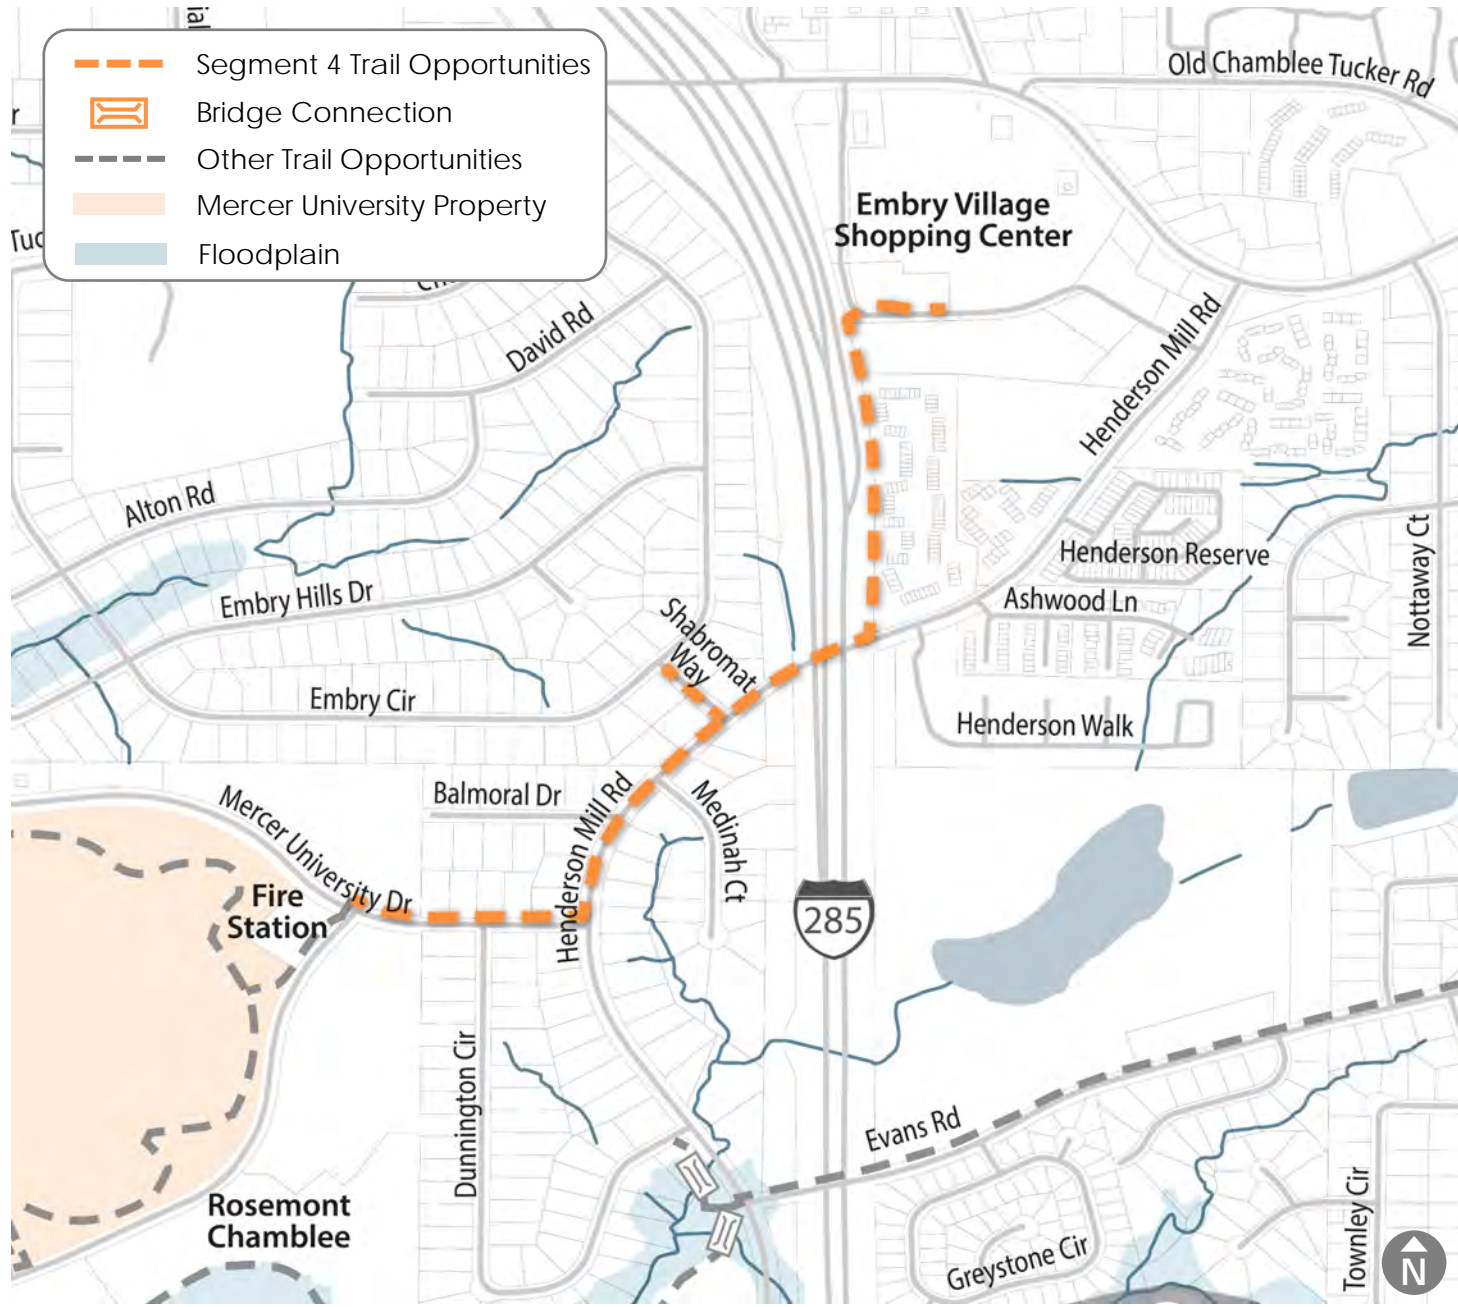 ial
Segment 4 Trail Opportunities
Bridge Connection
Other Trail Opportunities
Mercer University Property
Floodplain
r
Tuc
Old Chamblee Tucker Rd
Embry Village
Shopping Center
David Rd
Henderson Mill Rd
Alton Rd
Embry Hills Dr
Henderson Reserve
Ashwood Ln
Nottaway Ct
Shabromat
Way
Embry Cir
Henderson Walk
Balmoral Dr
Henderson Mill Rd
Medinah Ct
Mercer University Dr
Fire
Station
285
Dunnington Cir
Evans Rd
Rosemont
Chamblee
Greystone Cir
Townley Cir
N